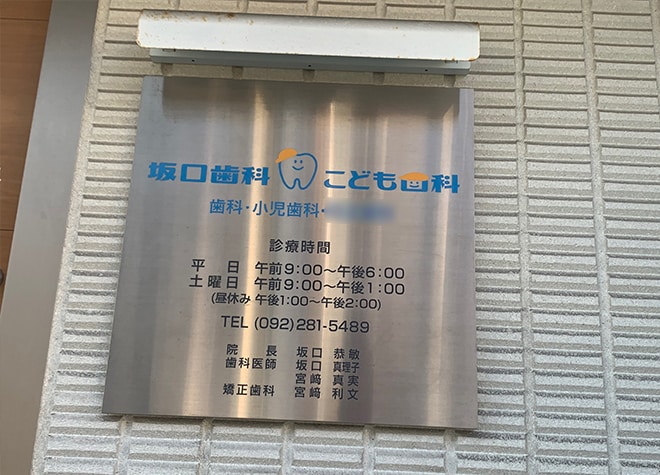 坂口歯科 こども歯科
歯科・小児歯科・
診療時間
平 日 午前9:00〜午後6:00
土曜日 午前9:00〜午後1:00
(昼休み 午後1:00〜午後2:00)
TEL (092)281-5489
院 長 坂口 恭敏
歯科医師 坂口 真理子
宮﨑 真実
矯正歯科 宮﨑 利文